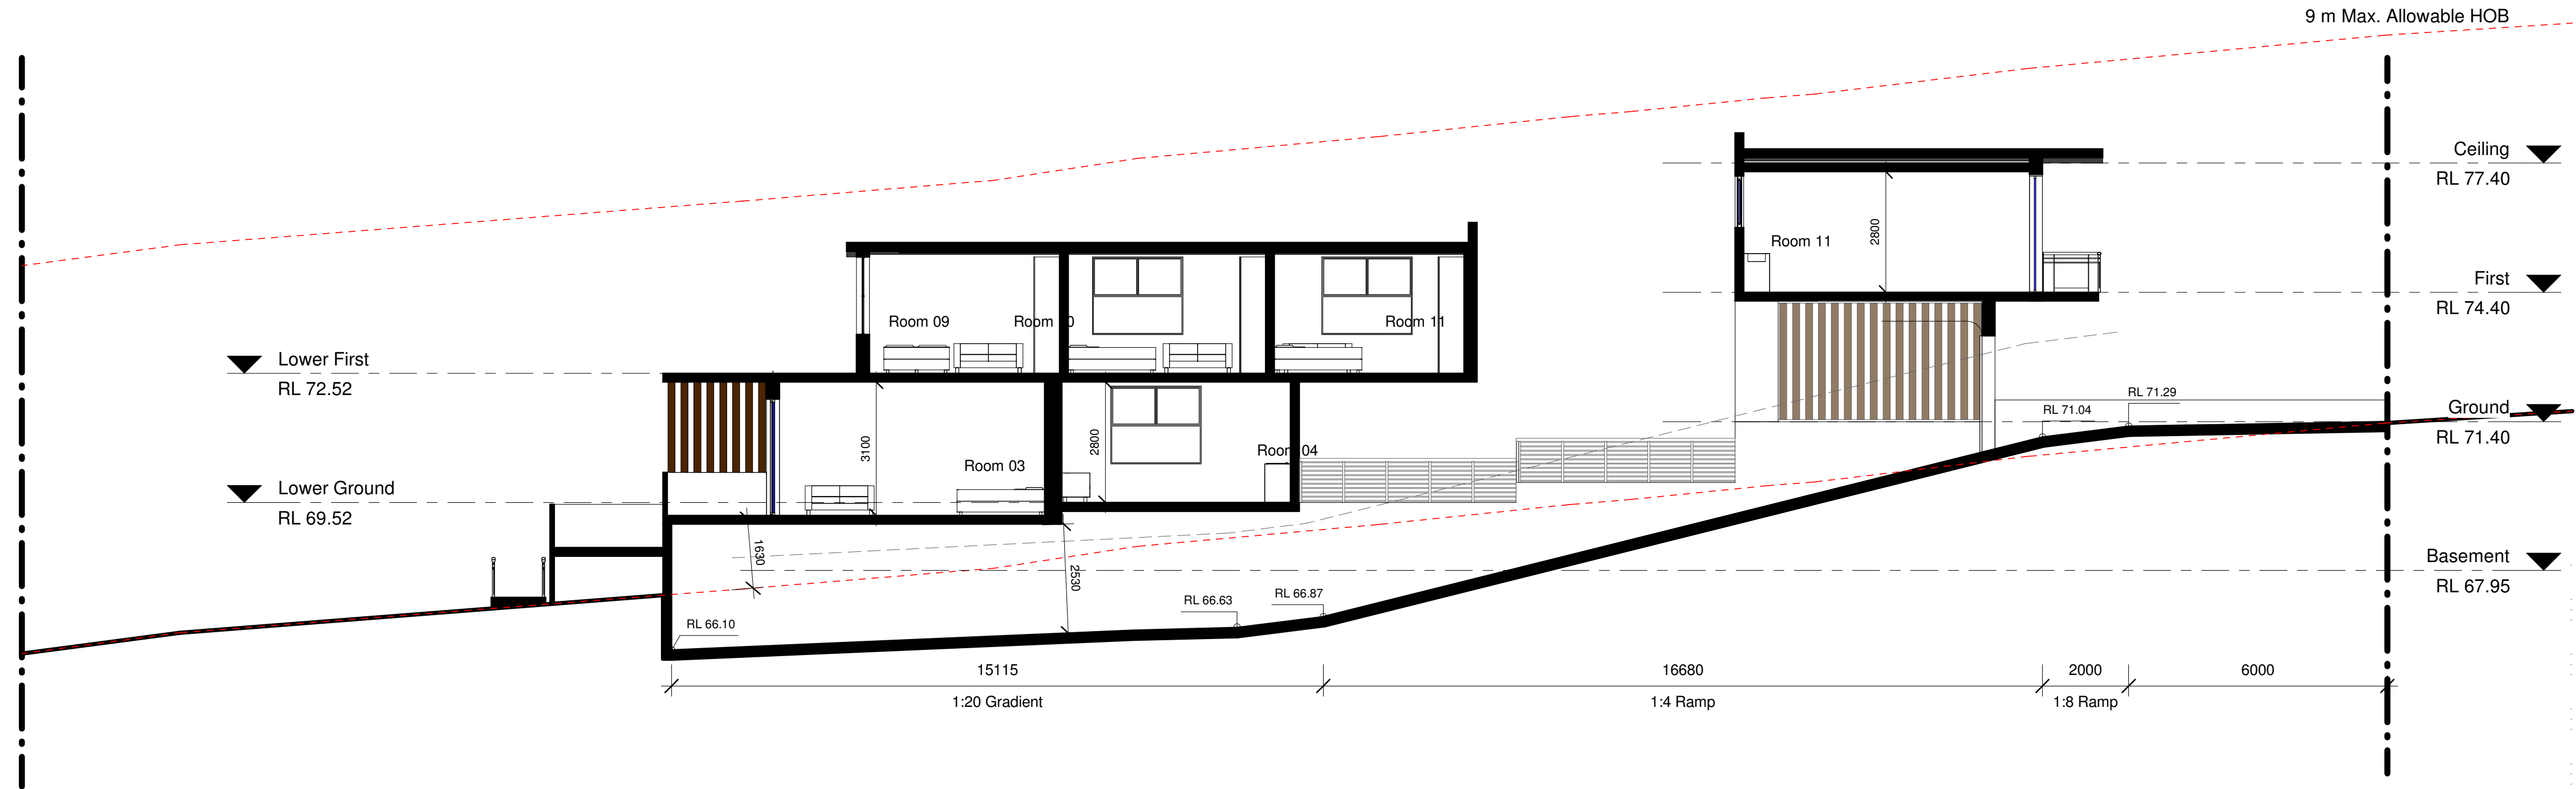 9 m Max. Allowable HOB
Ceiling
RL 77.40
Room 11
2800
First
RL 74.40
Room 09
Room 10
Room 11
Lower First
RL 72.52
RL 71.29
RL 71.04
Ground
RL 71.40
3100
2800
Room 04
Room 03
Lower Ground
RL 69.52
1630
2530
Basement
RL 67.95
RL 66.87
RL 66.63
RL 66.10
15115
16680
2000
6000
1:20 Gradient
1:4 Ramp
1:8 Ramp